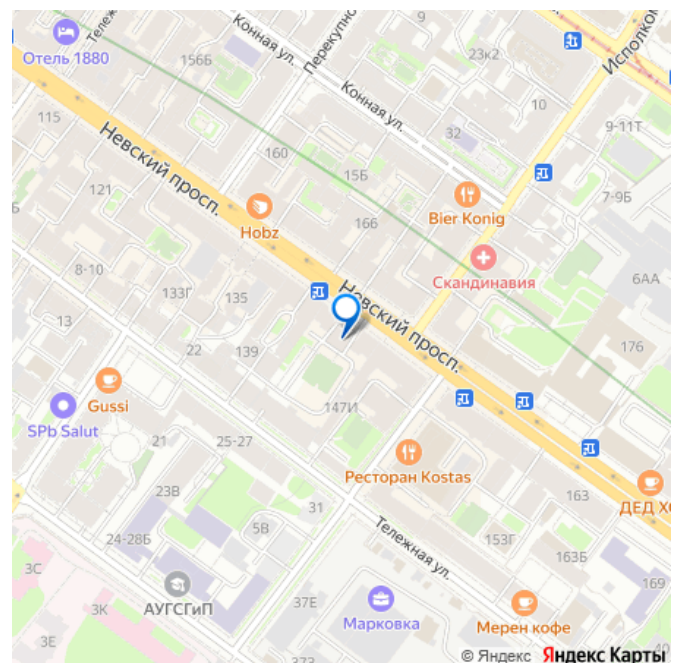 9
Отель 1880
156Б
Конная ул.
23к2
115
Конная ул.
10
9-11Т
32
Невский просп.
160
15Б
121
7-9Б
Hobz
166
Bier Konig
Скандинавия
8-10
133Г
135
6АА
Невский просп.
13
22
139
176
Gussi
147И
SPb Salut
21
25-27
Ресторан Kostas
23В
31
163
ДЕД ХО
24-28Б
5В
Тележная ул.
153Г
163Б
3С
АУГСГиП
169
3К
37Е
Марковка
Мерен кофе
3Е
373
© Яндекс Яндекс Карты